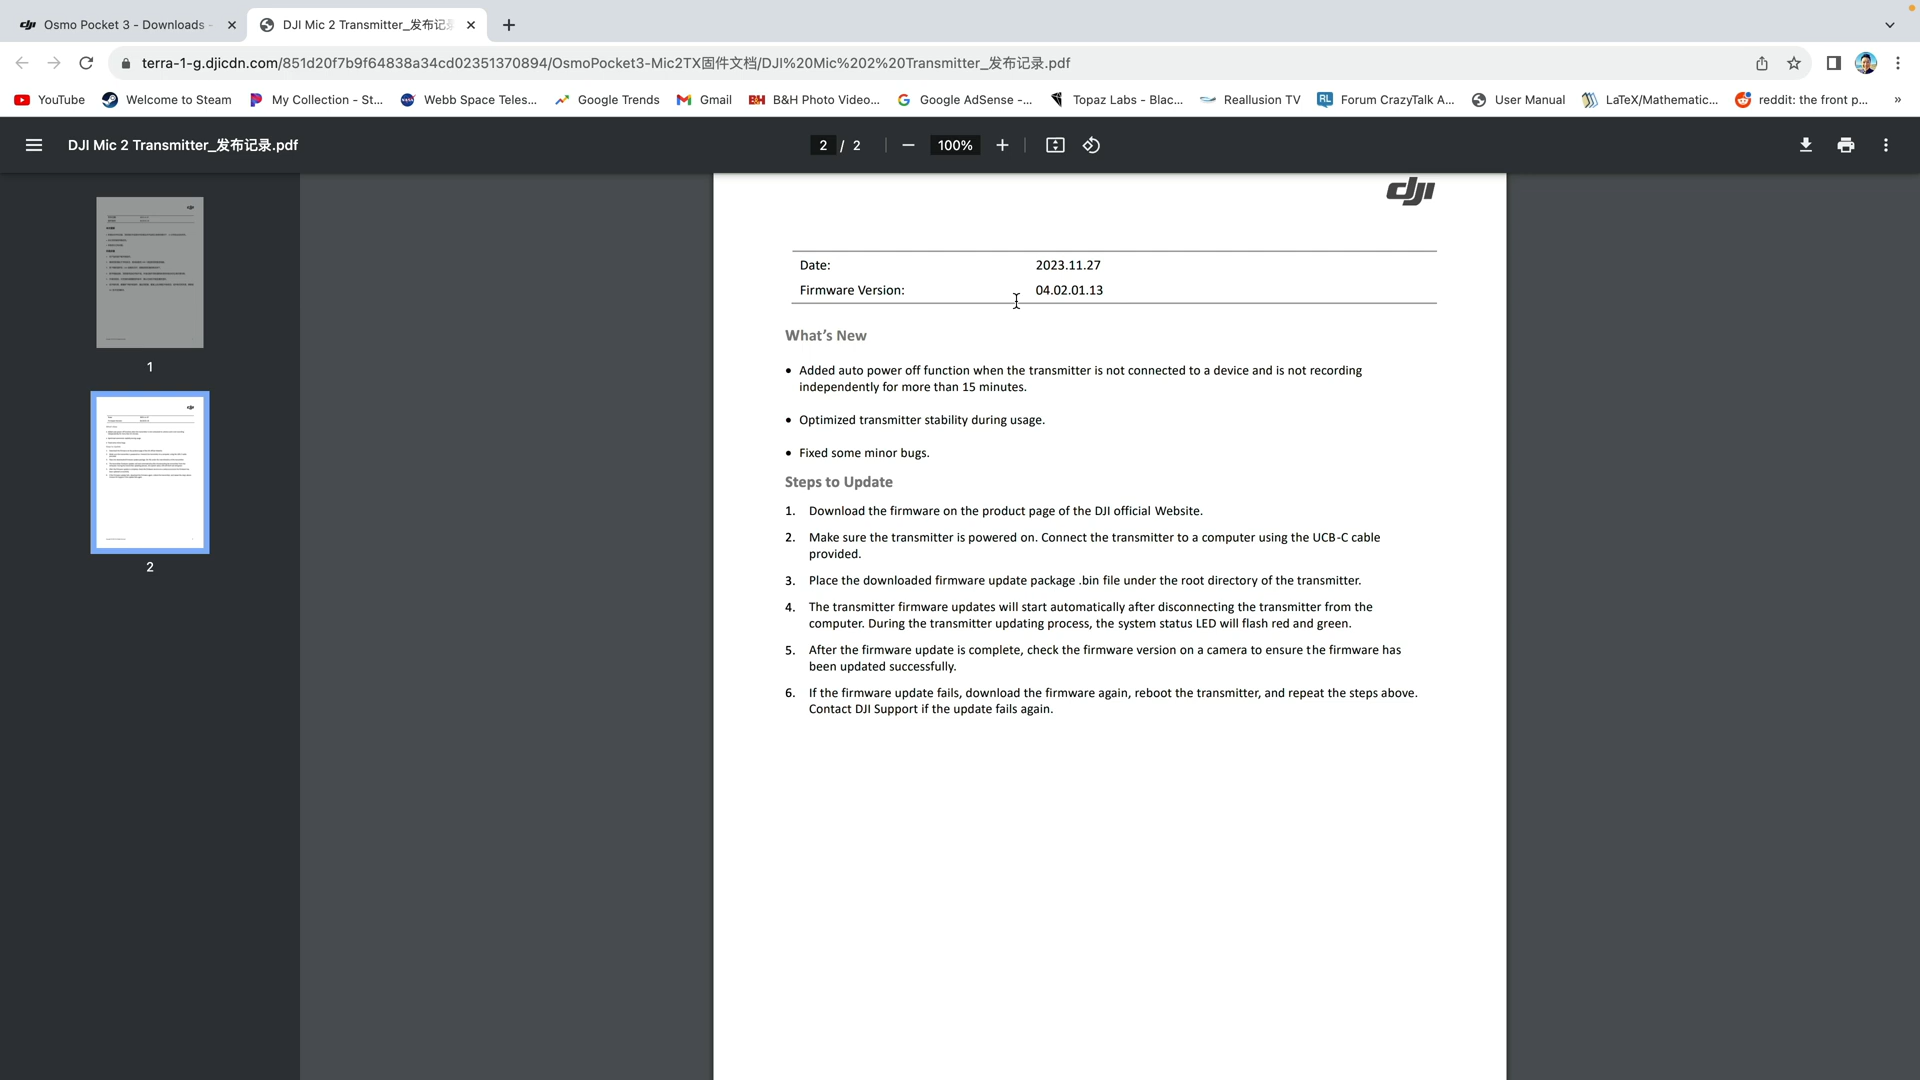 dji Osmo Pocket 3 - Downloads -
DJI Mic 2 Transmitter_发布记
terra-1-g.djicdn.com/851d20f7b9f64838a34cd02351370894/OsmoPocket3-Mic2TX固件文档/DJI%20Mic%202%20Transmitter_发布记录.pdf
YouTube Welcome to Steam My Collection - St... Webb Space Teles... Google Trends Gmail B&H Photo Video... Google AdSense -... Topaz Labs - Blac... Reallusion TV RL Forum CrazyTalk A... User Manual LaTeX/Mathematic... reddit: the front p... »
DJI Mic 2 Transmitter_发布记录.pdf 2 / 2 100%
1
2
dji
Date: 2023.11.27
Firmware Version: 04.02.01.13
What’s New
• Added auto power off function when the transmitter is not connected to a device and is not recording
independently for more than 15 minutes.
• Optimized transmitter stability during usage.
• Fixed some minor bugs.
Steps to Update
1. Download the firmware on the product page of the DJI official Website.
2. Make sure the transmitter is powered on. Connect the transmitter to a computer using the UCB-C cable
provided.
3. Place the downloaded firmware update package .bin file under the root directory of the transmitter.
4. The transmitter firmware updates will start automatically after disconnecting the transmitter from the
computer. During the transmitter updating process, the system status LED will flash red and green.
5. After the firmware update is complete, check the firmware version on a camera to ensure the firmware has
been updated successfully.
6. If the firmware update fails, download the firmware again, reboot the transmitter, and repeat the steps above.
Contact DJI Support if the update fails again.